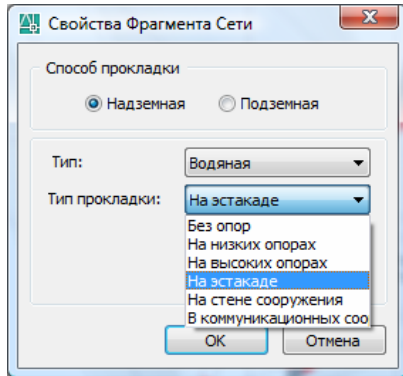 Свойства Фрагмента Сети
Способ прокладки
Надземная Подземная
Тип: Водяная
Тип прокладки: На эстакаде
Без опор
На низких опорах
На высоких опорах
На эстакаде
На стене сооружения
В коммуникационных соо
OK Отмена